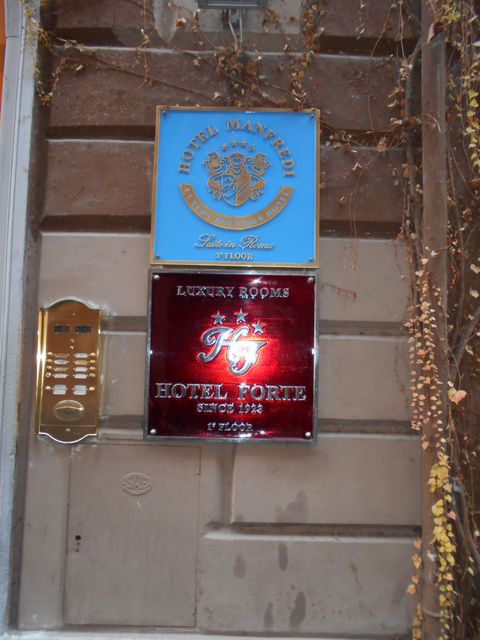 HOTEL MANFREDI
Suite in Roma
3° FLOOR
LUXURY ROOMS
HF
HOTEL FORTE
SINCE 1923
1° FLOOR